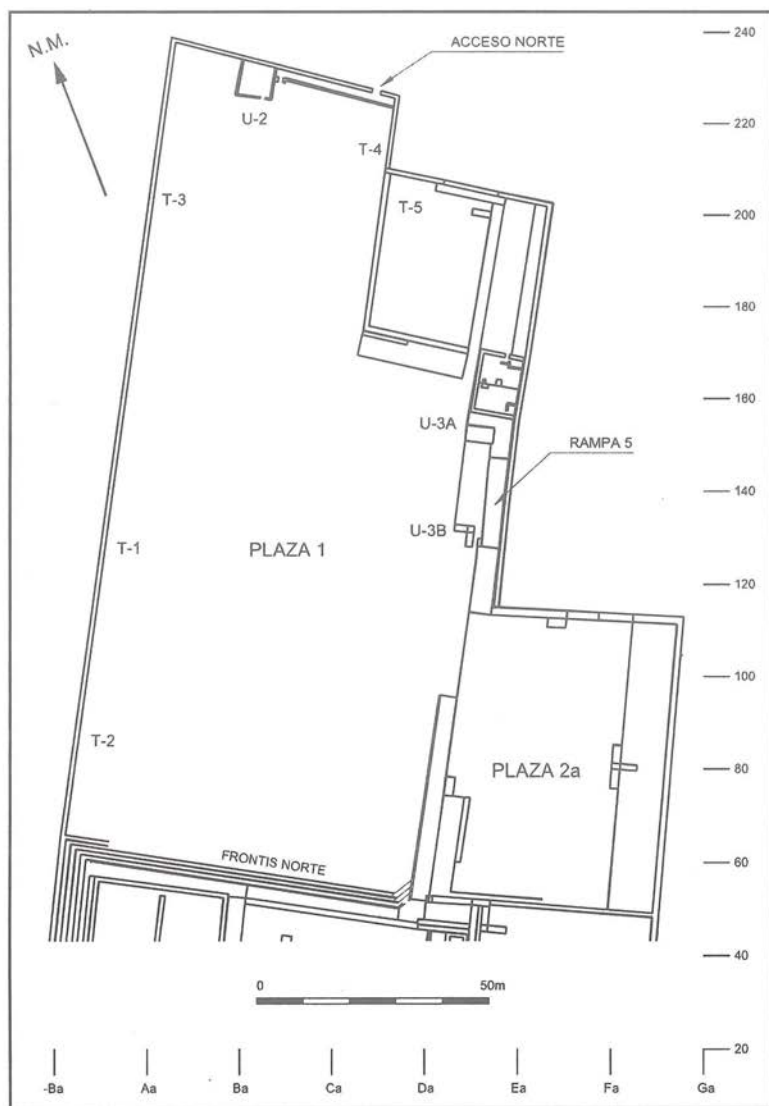 N.M.
ACCESO NORTE
240
U-2
220
T-4
T-3
T-5
200
180
160
U-3A
RAMPA 5
140
U-3B
T-1
PLAZA 1
120
100
T-2
PLAZA 2a
80
FRONTIS NORTE
60
40
0 50m
20
-Ba Aa Ba Ca Da Ea Fa Ga